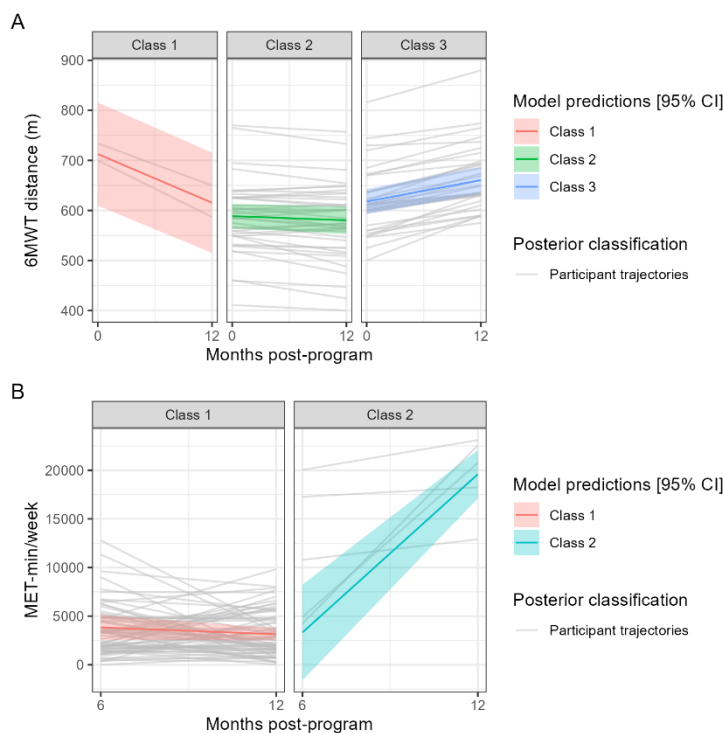 A
Class 1
Class 2
Class 3
6MWT distance (m)
900
800
700
600
500
400
0
12
0
12
0
12
Months post-program
Model predictions [95% CI]
Class 1
Class 2
Class 3
Posterior classification
Participant trajectories
B
Class 1
Class 2
MET-min/week
20000
15000
10000
5000
0
6
12
6
12
Months post-program
Model predictions [95% CI]
Class 1
Class 2
Posterior classification
Participant trajectories